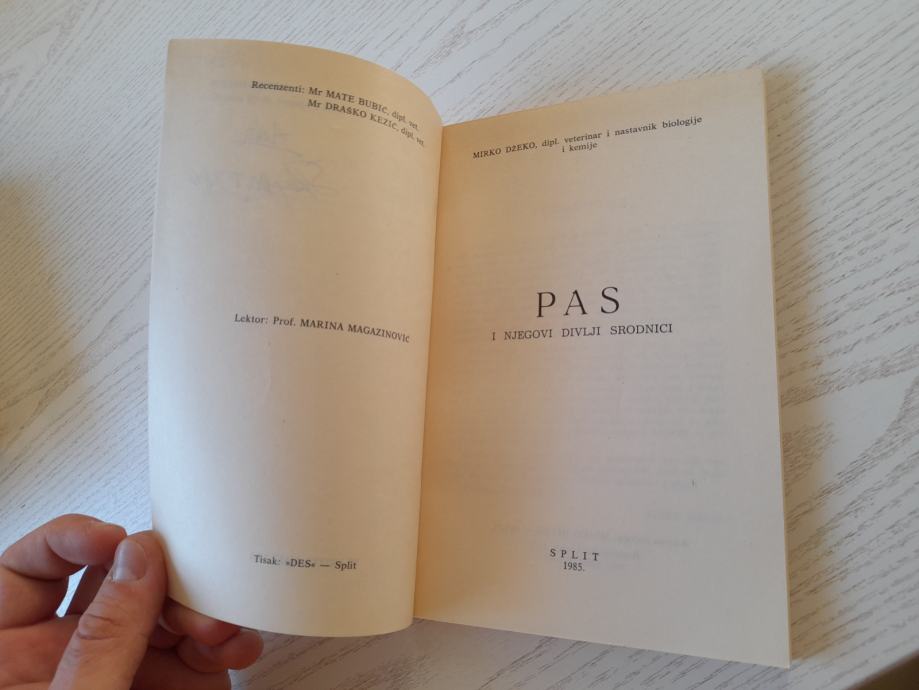 Recenzenti: Mr MATE BUBIĆ, dipl. vet.
Mr DRAŠKO KEZIĆ, dipl. vet.
Lektor: Prof. MARINA MAGAZINOVIĆ
Tisak: »DES« — Split
MIRKO DŽEKO, dipl. veterinar i nastavnik biologije
i kemije
PAS
I NJEGOVI DIVLJI SRODNICI
SPLIT
1985.